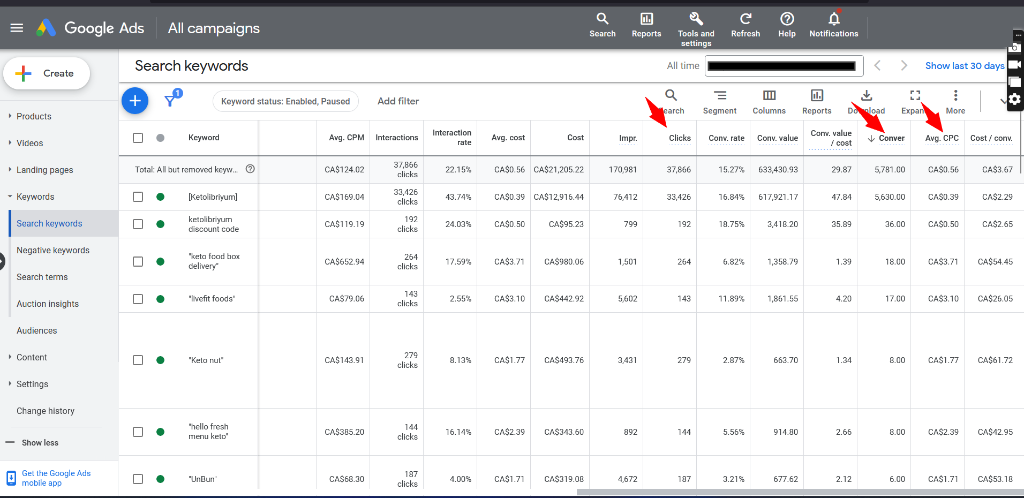 Google Ads All campaigns
Search Reports Tools and settings Refresh Help Notifications
Create
Search keywords
All time
Show last 30 days
1
Keyword status: Enabled, Paused Add filter
Segment Columns Reports More
Products
Videos
Landing pages
Keywords
Search keywords
Negative keywords
Search terms
Auction insights
Audiences
Content
Settings
Change history
Show less
Get the Google Ads
mobile app
Keyword Avg. CPM Interactions Interaction rate Avg. cost Cost Impr. Clicks Conv. rate Conv. value Conv. value / cost Conver Avg. CPC Cost / conv.
Total: All but removed keyw... CA$124.02 37,866 clicks 22.15% CA$0.56 CA$21,205.22 170,981 37,866 15.27% 633,430.93 29.87 5,781.00 CA$0.56 CA$3.67
[Ketolibriyum] CA$169.04 33,426 clicks 43.74% CA$0.39 CA$12,916.44 76,412 33,426 16.84% 617,921.17 47.84 5,630.00 CA$0.39 CA$2.29
ketolibriyum discount code CA$119.19 192 clicks 24.03% CA$0.50 CA$95.23 799 192 18.75% 3,418.20 35.89 36.00 CA$0.50 CA$2.65
"keto food box delivery" CA$652.94 264 clicks 17.59% CA$3.71 CA$980.06 1,501 264 6.82% 1,358.79 1.39 18.00 CA$3.71 CA$54.45
"livefit foods" CA$79.06 143 clicks 2.55% CA$3.10 CA$442.92 5,602 143 11.89% 1,861.55 4.20 17.00 CA$3.10 CA$26.05
"Keto nut" CA$143.91 279 clicks 8.13% CA$1.77 CA$493.76 3,431 279 2.87% 663.70 1.34 8.00 CA$1.77 CA$61.72
"hello fresh menu keto" CA$385.20 144 clicks 16.14% CA$2.39 CA$343.60 892 144 5.56% 914.80 2.66 8.00 CA$2.39 CA$42.95
"UnBun" CA$68.30 187 clicks 4.00% CA$1.71 CA$319.08 4,672 187 3.21% 677.62 2.12 6.00 CA$1.71 CA$53.18